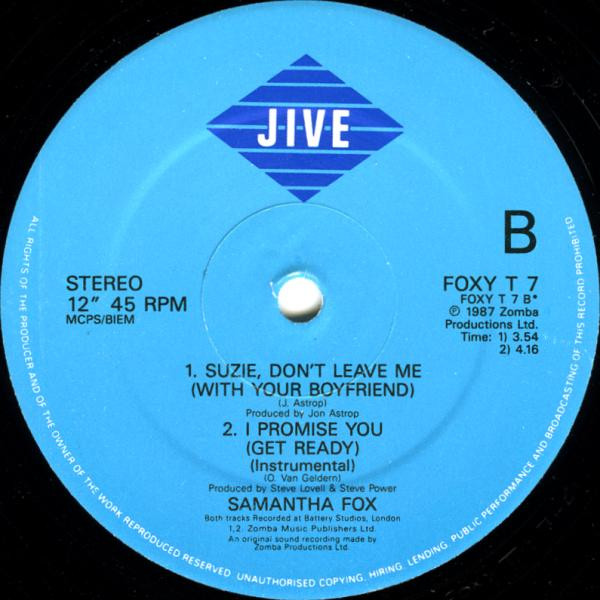 JIVE
B
STEREO
12" 45 RPM
MCPS/BIEM
FOXY T 7
FOXY T 7 B*
℗ 1987 Zomba
Productions Ltd.
Time: 1) 3.54
2) 4.16
1. SUZIE, DON'T LEAVE ME
(WITH YOUR BOYFRIEND)
(J. Astrop)
Produced by Jon Astrop
2. I PROMISE YOU
(GET READY)
(Instrumental)
(O. Van Geldern)
Produced by Steve Lovell & Steve Power
SAMANTHA FOX
Both tracks Recorded at Battery Studios, London
1,2. Zomba Music Publishers Ltd.
An original sound recording made by
Zomba Productions Ltd.
ALL RIGHTS OF THE PRODUCER AND OF THE OWNER OF THE WORK REPRODUCED RESERVED UNAUTHORISED COPYING, HIRING, LENDING, PUBLIC PERFORMANCE AND BROADCASTING OF THIS RECORD PROHIBITED